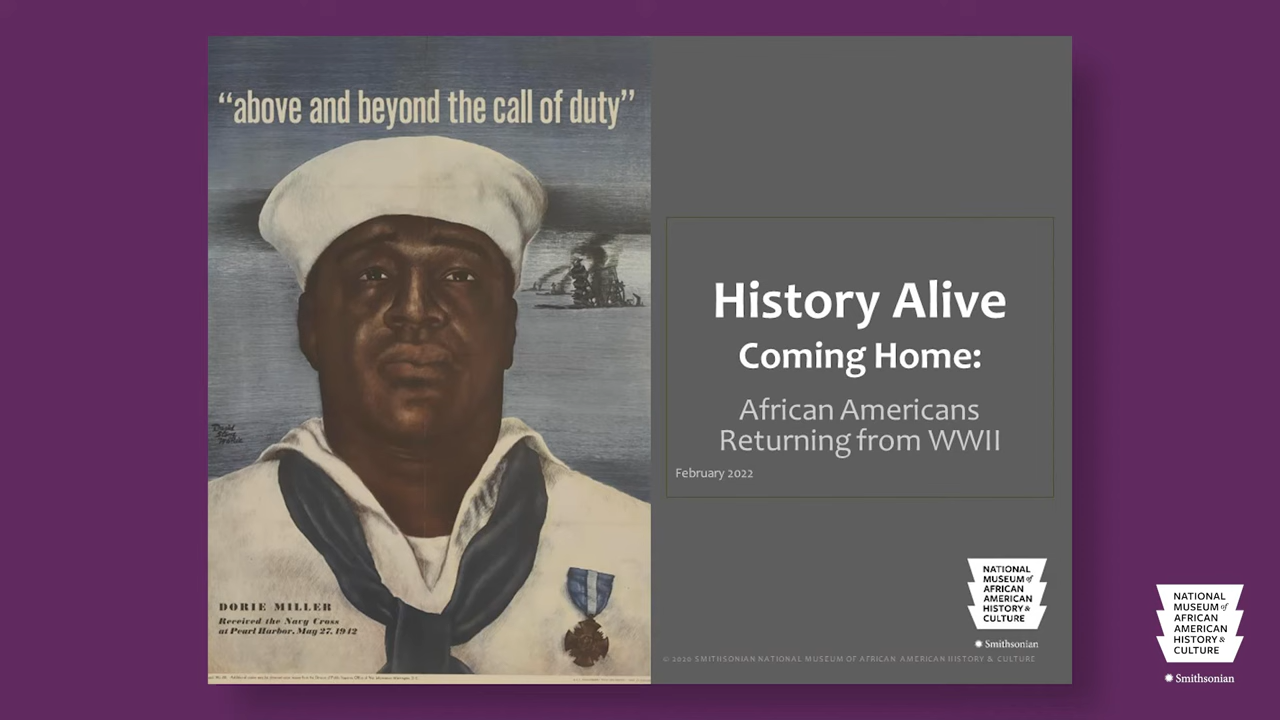 “above and beyond the call of duty”
DORIE MILLER
Received the Navy Cross
at Pearl Harbor, May 27, 1942
History Alive
Coming Home:
African Americans
Returning from WWII
February 2022
NATIONAL
MUSEUM of
AFRICAN
AMERICAN
HISTORY &
CULTURE
Smithsonian
© 2020 SMITHSONIAN NATIONAL MUSEUM OF AFRICAN AMERICAN HISTORY & CULTURE
NATIONAL
MUSEUM of
AFRICAN
AMERICAN
HISTORY &
CULTURE
Smithsonian